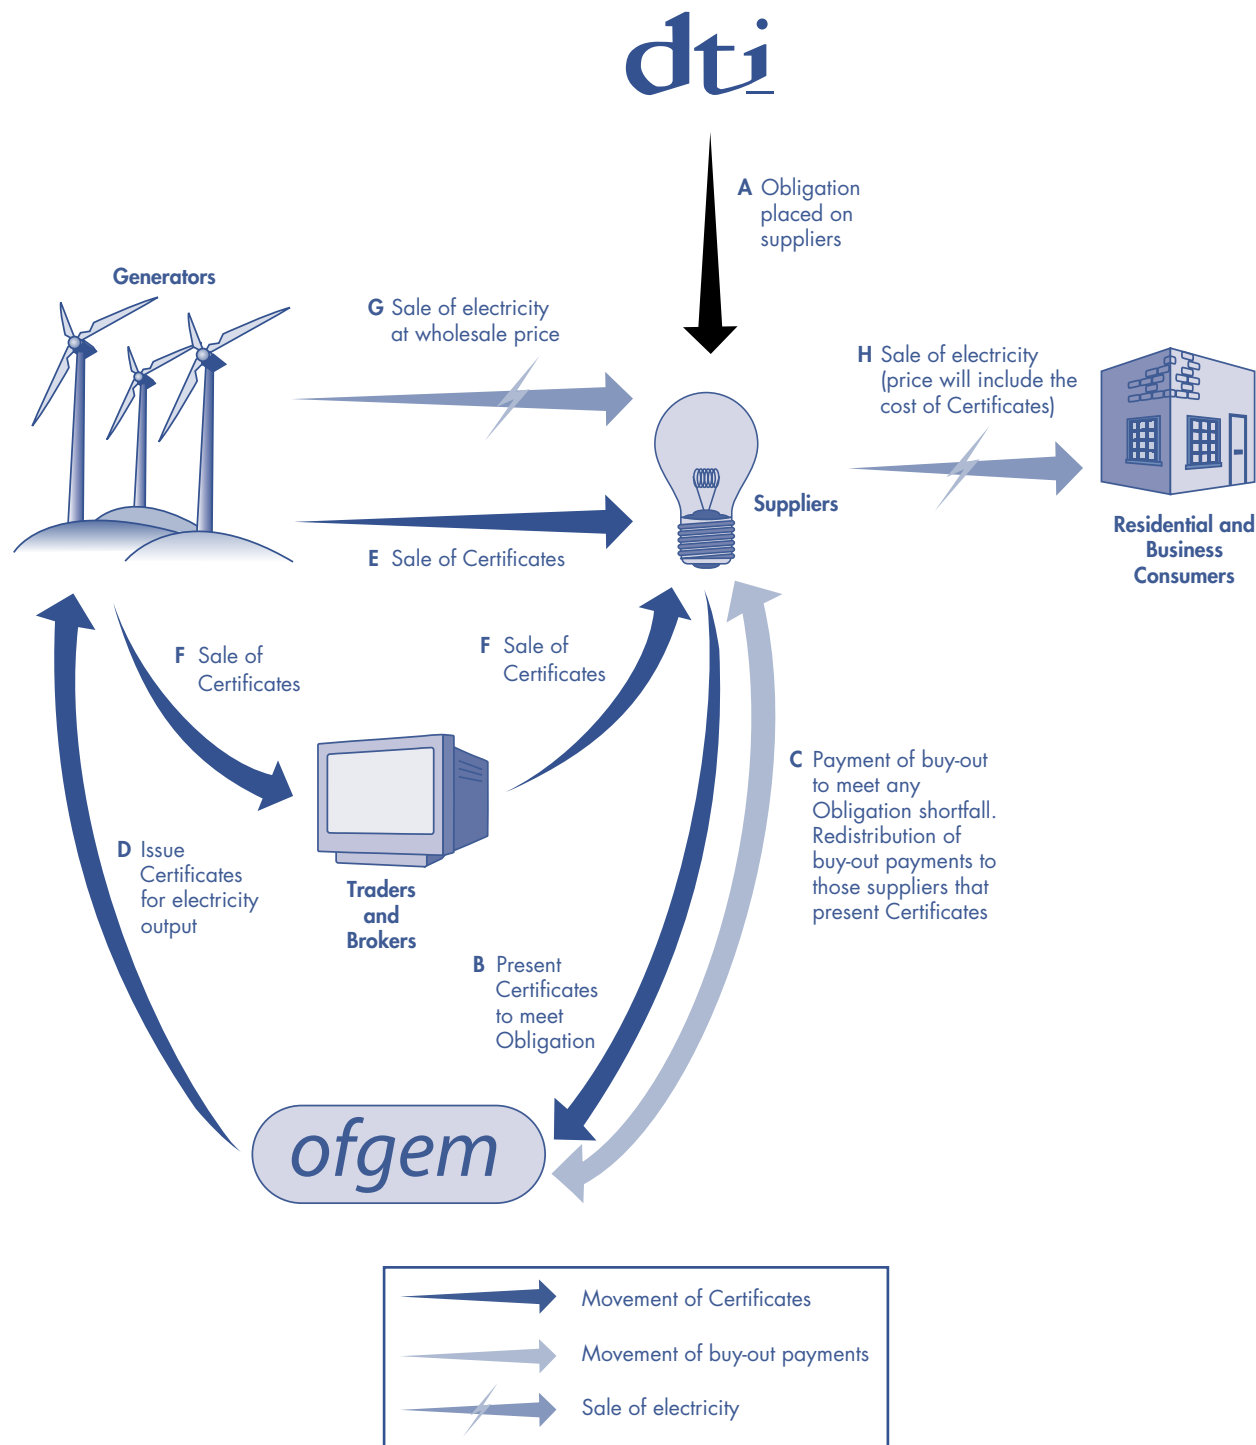 dti
A Obligation
placed on
suppliers
Generators
G Sale of electricity
at wholesale price
H Sale of electricity
(price will include the
cost of Certificates)
Suppliers
Residential and
Business
Consumers
E Sale of Certificates
F Sale of
Certificates
F Sale of
Certificates
C Payment of buy-out
to meet any
Obligation shortfall.
Redistribution of
buy-out payments to
those suppliers that
present Certificates
D Issue
Certificates
for electricity
output
Traders
and
Brokers
B Present
Certificates
to meet
Obligation
ofgem
Movement of Certificates
Movement of buy-out payments
Sale of electricity